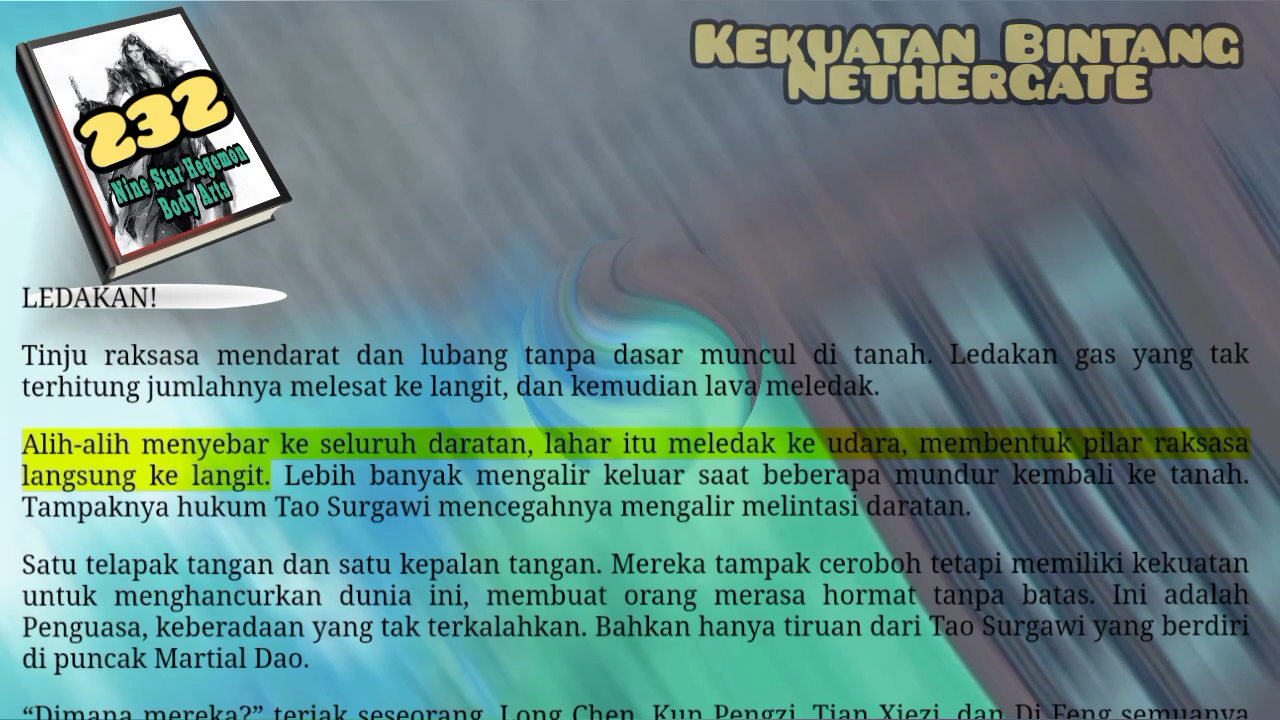 Kekuatan Bintang
Nethergate
232
Nine Star Hegemon
Body Arts
LEDAKAN!
Tinju raksasa mendarat dan lubang tanpa dasar muncul di tanah. Ledakan gas yang tak
terhitung jumlahnya melesat ke langit, dan kemudian lava meledak.
Alih-alih menyebar ke seluruh daratan, lahar itu meledak ke udara, membentuk pilar raksasa
langsung ke langit. Lebih banyak mengalir keluar saat beberapa mundur kembali ke tanah.
Tampaknya hukum Tao Surgawi mencegahnya mengalir melintasi daratan.
Satu telapak tangan dan satu kepalan tangan. Mereka tampak ceroboh tetapi memiliki kekuatan
untuk menghancurkan dunia ini, membuat orang merasa hormat tanpa batas. Ini adalah
Penguasa, keberadaan yang tak terkalahkan. Bahkan hanya tiruan dari Tao Surgawi yang berdiri
di puncak Martial Dao.
“Dimana mereka?” teriak seseorang. Long Chen, Kun Pengzi, Tian Xiezi, dan Di Feng semuanya